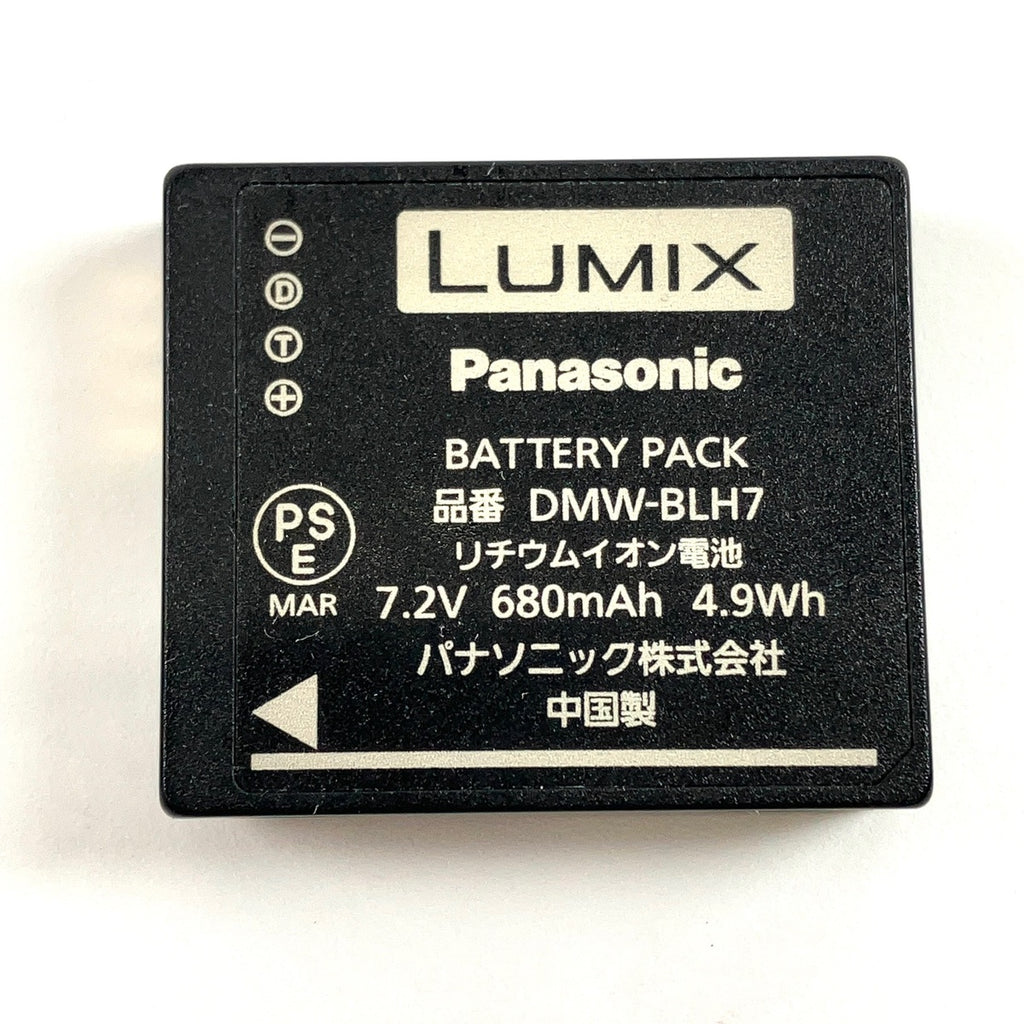 LUMIX
Panasonic
BATTERY PACK
品番 DMW-BLH7
リチウムイオン電池
7.2V 680mAh 4.9Wh
パナソニック株式会社
中国製
⊖
D
T
⊕
PS
E
MAR